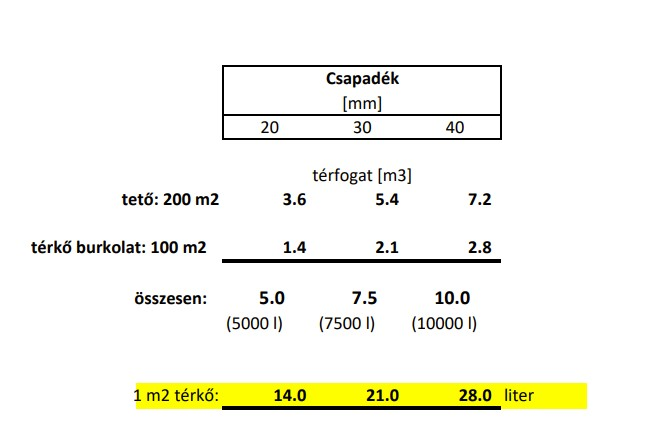 Csapadék
[mm]
20 30 40
térfogat [m3]
tető: 200 m2 3.6 5.4 7.2
térkő burkolat: 100 m2 1.4 2.1 2.8
összesen: 5.0 7.5 10.0
(5000 l) (7500 l) (10000 l)
1 m2 térkő: 14.0 21.0 28.0 liter